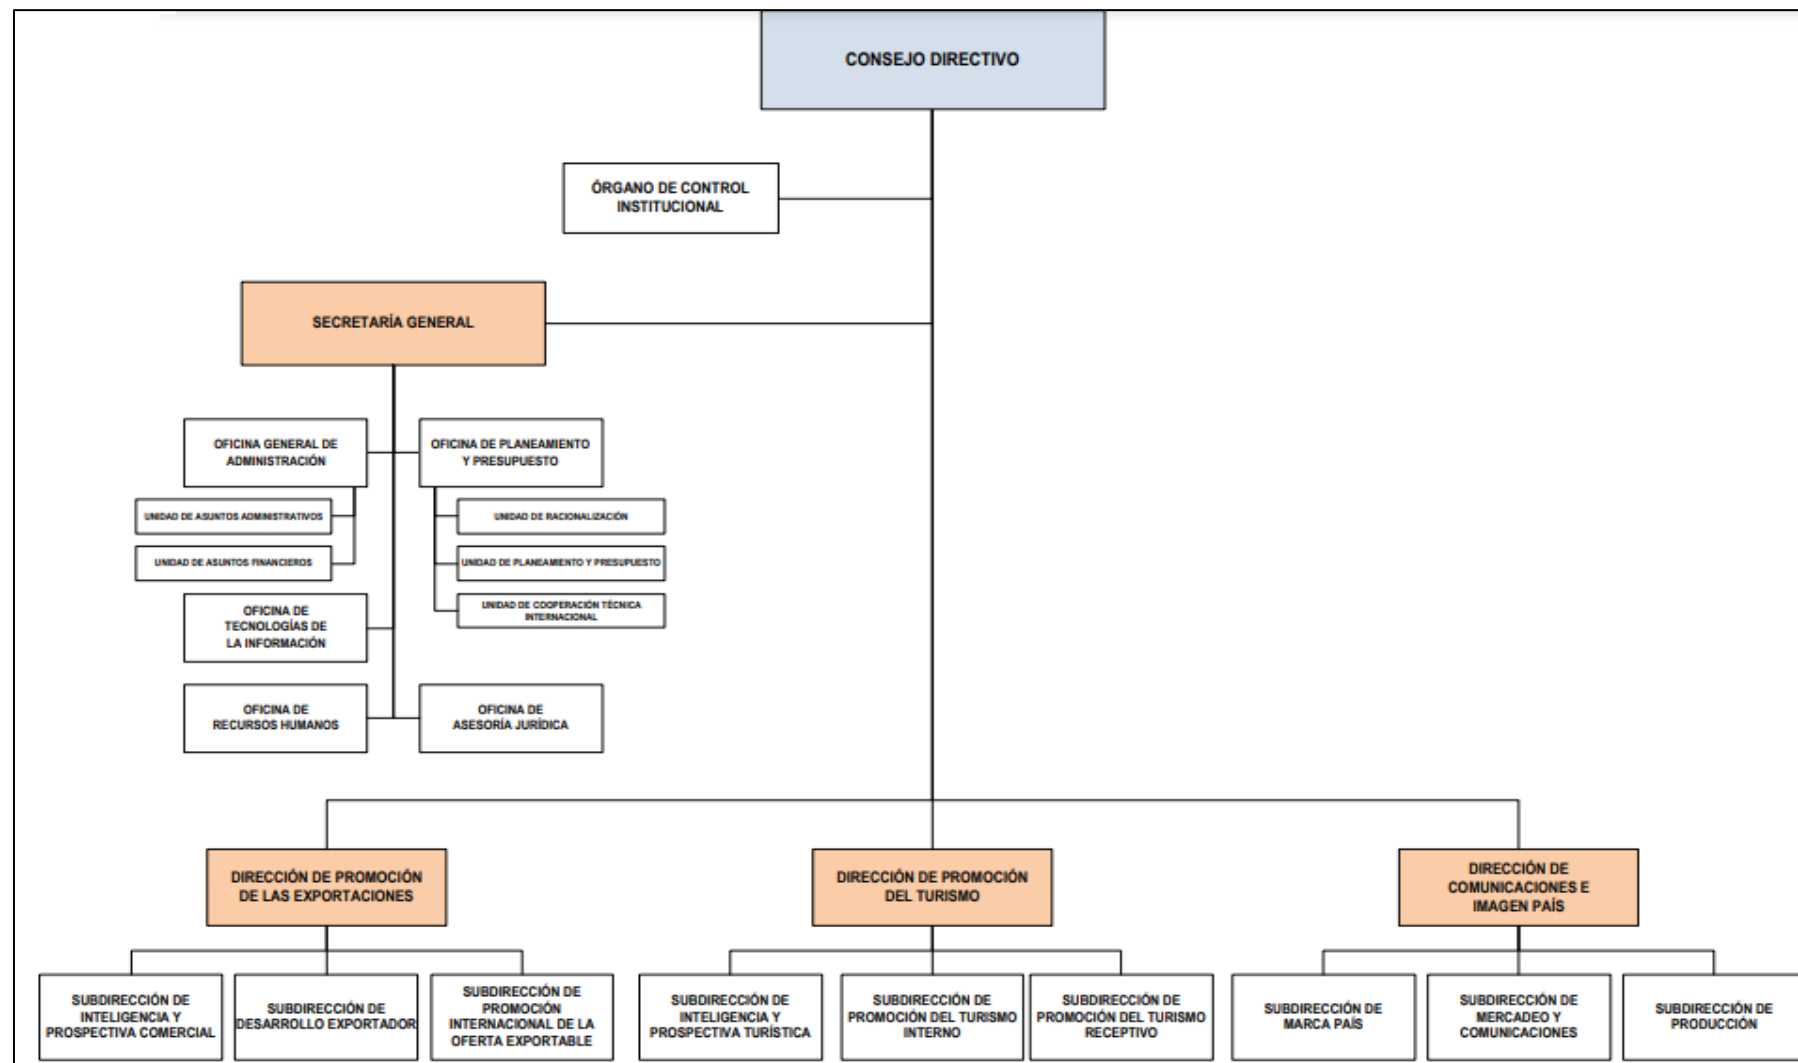 CONSEJO DIRECTIVO
ÓRGANO DE CONTROL
INSTITUCIONAL
SECRETARÍA GENERAL
OFICINA GENERAL DE
ADMINISTRACIÓN
OFICINA DE PLANEAMIENTO
Y PRESUPUESTO
UNIDAD DE ASUNTOS ADMINISTRATIVOS
UNIDAD DE ASUNTOS FINANCIEROS
UNIDAD DE RACIONALIZACIÓN
UNIDAD DE PLANEAMIENTO Y PRESUPUESTO
UNIDAD DE COOPERACIÓN TÉCNICA
INTERNACIONAL
OFICINA DE
TECNOLOGÍAS DE
LA INFORMACIÓN
OFICINA DE
RECURSOS HUMANOS
OFICINA DE
ASESORÍA JURÍDICA
DIRECCIÓN DE PROMOCIÓN
DE LAS EXPORTACIONES
DIRECCIÓN DE PROMOCIÓN
DEL TURISMO
DIRECCIÓN DE
COMUNICACIONES E
IMAGEN PAÍS
SUBDIRECCIÓN DE
INTELIGENCIA Y
PROSPECTIVA COMERCIAL
SUBDIRECCIÓN DE
DESARROLLO EXPORTADOR
SUBDIRECCIÓN DE
PROMOCIÓN
INTERNACIONAL DE LA
OFERTA EXPORTABLE
SUBDIRECCIÓN DE
INTELIGENCIA Y
PROSPECTIVA TURÍSTICA
SUBDIRECCIÓN DE
PROMOCIÓN DEL TURISMO
INTERNO
SUBDIRECCIÓN DE
PROMOCIÓN DEL TURISMO
RECEPTIVO
SUBDIRECCIÓN DE
MARCA PAÍS
SUBDIRECCIÓN DE
MERCADEO Y
COMUNICACIONES
SUBDIRECCIÓN DE
PRODUCCIÓN